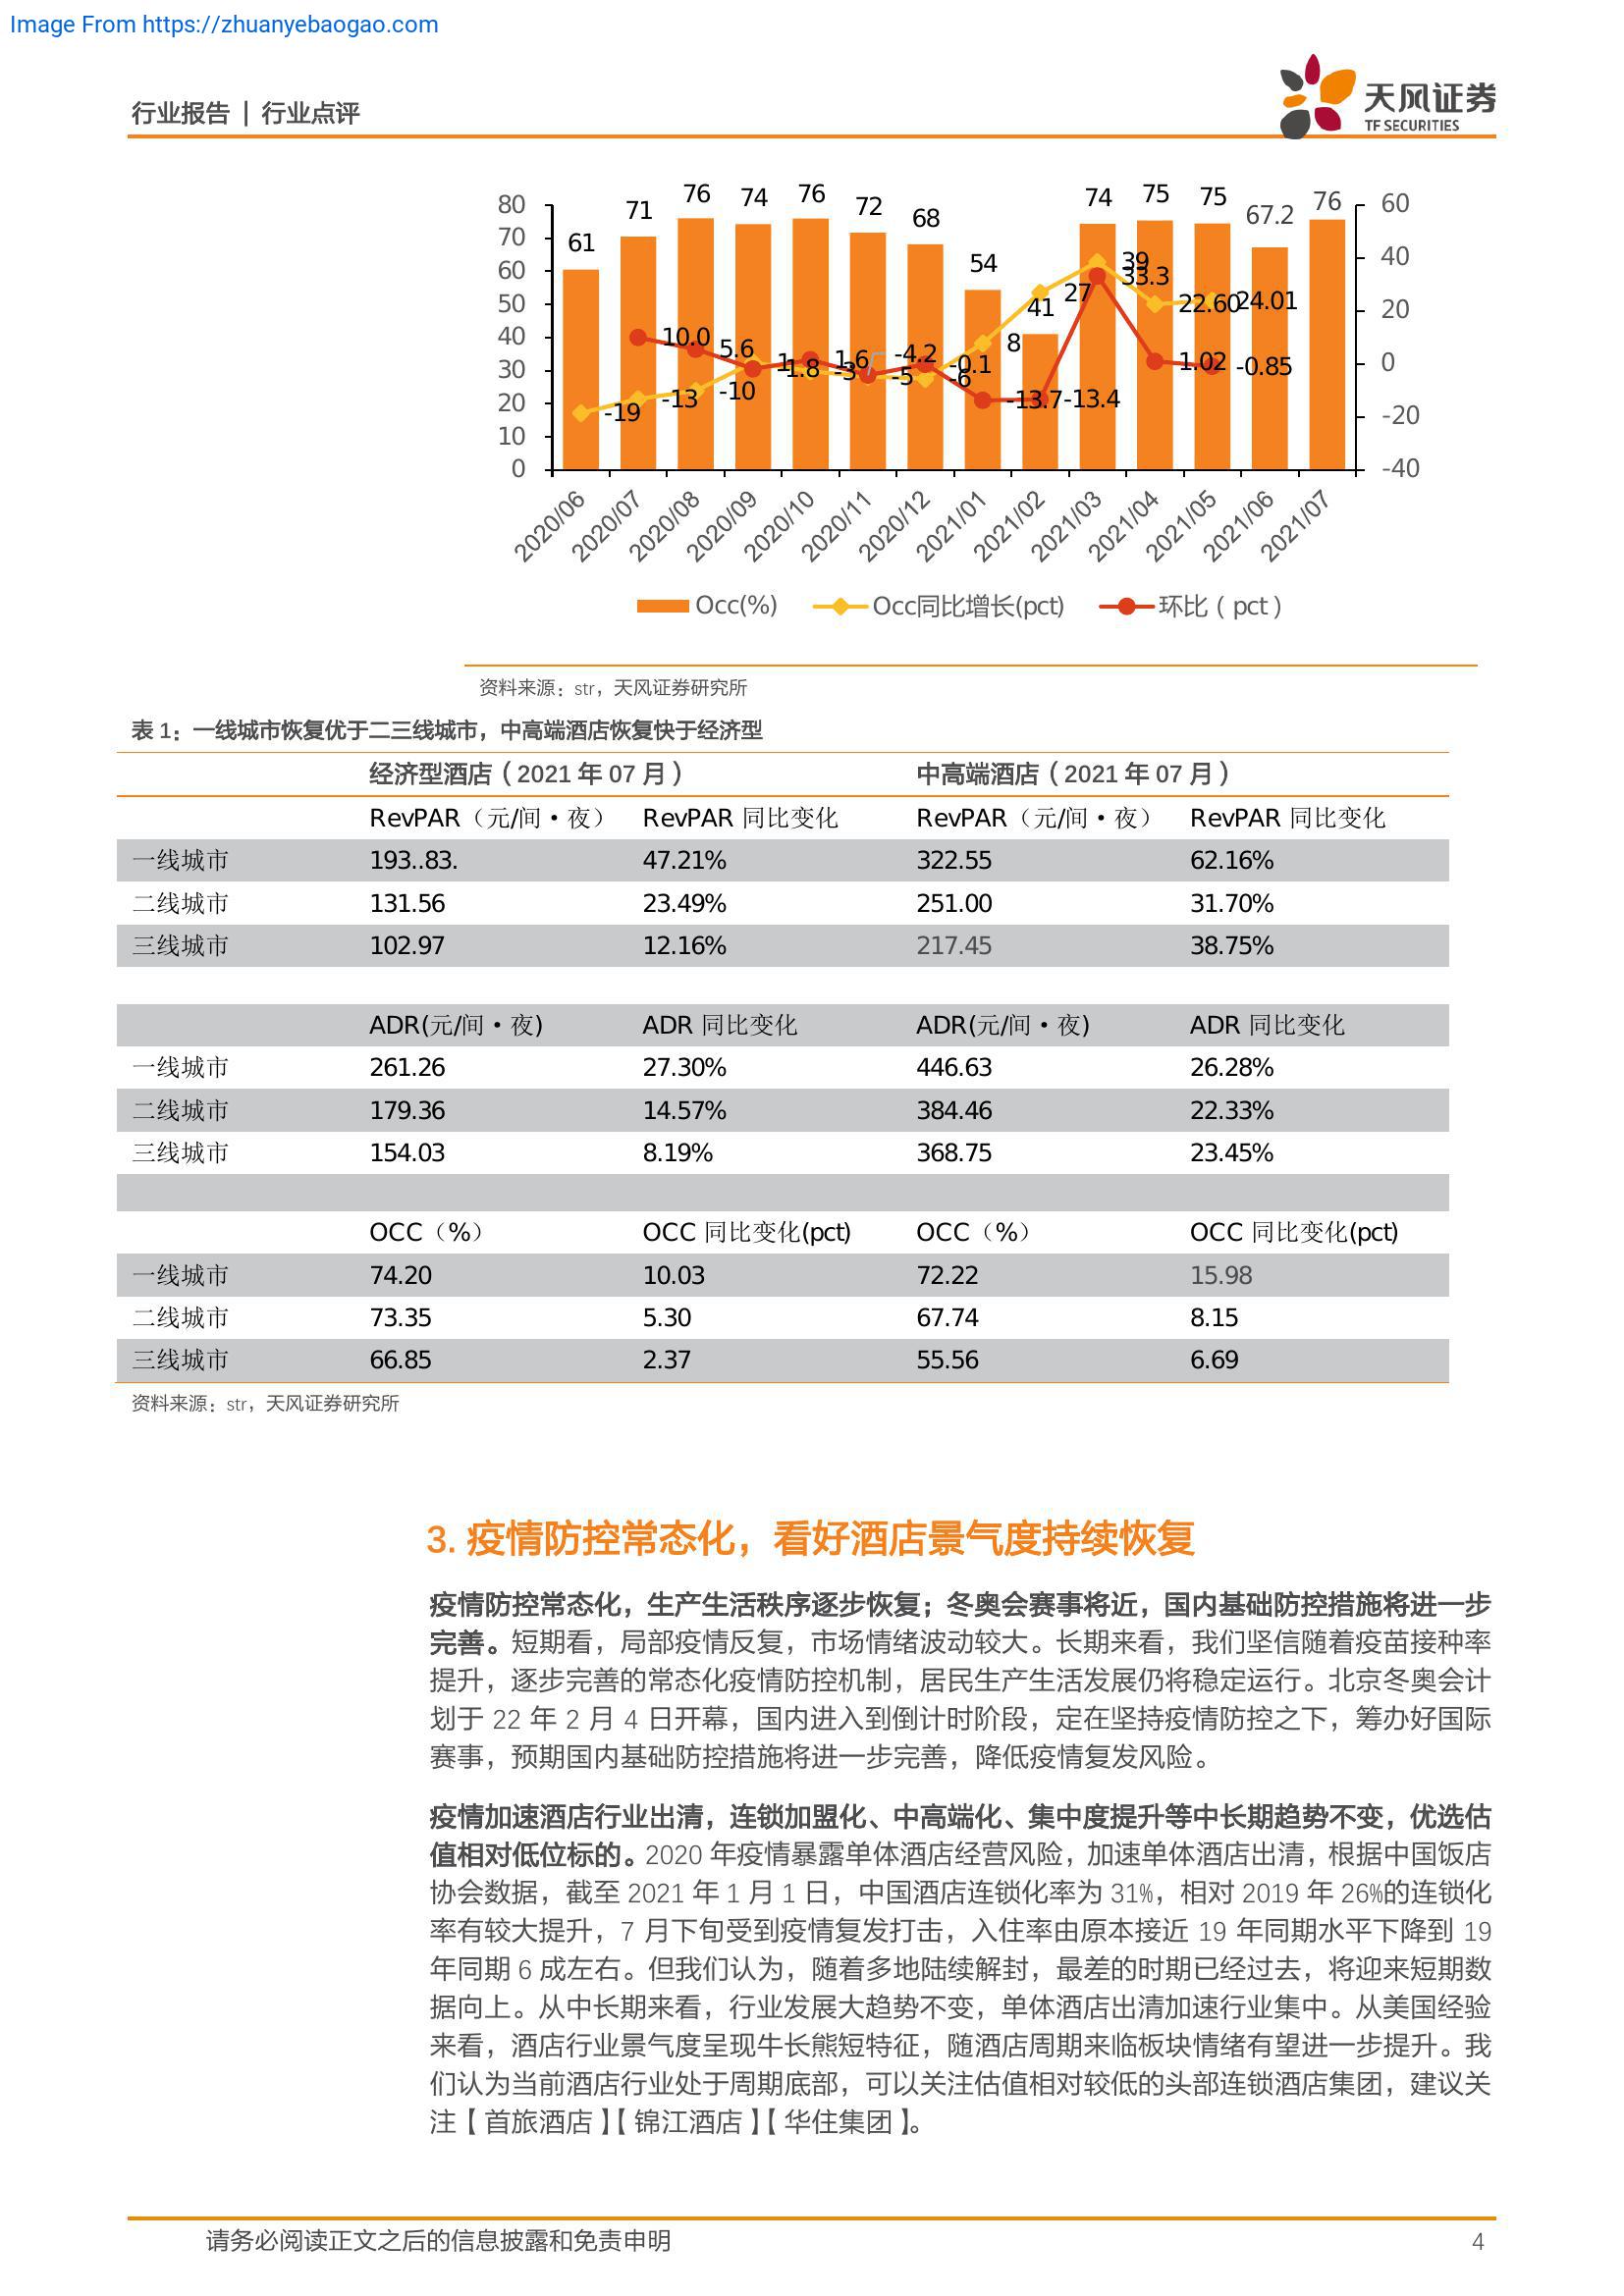 Image From https://zhuanyebaogao.com
行业报告 | 行业点评
天风证券
TF SECURITIES
80 70 60 50 40 30 20 10 0
60 40 20 0 -20 -40
61 71 76 74 76 72 68 54 41 74 75 75 67.2 76
-19 -13 -10 1 -3 -5 -6 8 27 39 22.60 24.01
10.0 5.6 -1.8 1.6 -4.2 -0.1 -13.7 -13.4 33.3 1.02 -0.85
2020/06 2020/07 2020/08 2020/09 2020/10 2020/11 2020/12 2021/01 2021/02 2021/03 2021/04 2021/05 2021/06 2021/07
Occ(%) Occ同比增长(pct) 环比（pct）
资料来源：str，天风证券研究所
表 1：一线城市恢复优于二三线城市，中高端酒店恢复快于经济型
经济型酒店（2021 年 07 月） 中高端酒店（2021 年 07 月）
RevPAR（元/间·夜） RevPAR 同比变化 RevPAR（元/间·夜） RevPAR 同比变化
一线城市 193..83. 47.21% 322.55 62.16%
二线城市 131.56 23.49% 251.00 31.70%
三线城市 102.97 12.16% 217.45 38.75%
ADR(元/间·夜) ADR 同比变化 ADR(元/间·夜) ADR 同比变化
一线城市 261.26 27.30% 446.63 26.28%
二线城市 179.36 14.57% 384.46 22.33%
三线城市 154.03 8.19% 368.75 23.45%
OCC（%） OCC 同比变化(pct) OCC（%） OCC 同比变化(pct)
一线城市 74.20 10.03 72.22 15.98
二线城市 73.35 5.30 67.74 8.15
三线城市 66.85 2.37 55.56 6.69
资料来源：str，天风证券研究所
3. 疫情防控常态化，看好酒店景气度持续恢复
疫情防控常态化，生产生活秩序逐步恢复；冬奥会赛事将近，国内基础防控措施将进一步
完善。短期看，局部疫情反复，市场情绪波动较大。长期来看，我们坚信随着疫苗接种率
提升，逐步完善的常态化疫情防控机制，居民生产生活发展仍将稳定运行。北京冬奥会计
划于 22 年 2 月 4 日开幕，国内进入到倒计时阶段，定在坚持疫情防控之下，筹办好国际
赛事，预期国内基础防控措施将进一步完善，降低疫情复发风险。
疫情加速酒店行业出清，连锁加盟化、中高端化、集中度提升等中长期趋势不变，优选估
值相对低位标的。2020 年疫情暴露单体酒店经营风险，加速单体酒店出清，根据中国饭店
协会数据，截至 2021 年 1 月 1 日，中国酒店连锁化率为 31%，相对 2019 年 26%的连锁化
率有较大提升，7 月下旬受到疫情复发打击，入住率由原本接近 19 年同期水平下降到 19
年同期 6 成左右。但我们认为，随着多地陆续解封，最差的时期已经过去，将迎来短期数
据向上。从中长期来看，行业发展大趋势不变，单体酒店出清加速行业集中。从美国经验
来看，酒店行业景气度呈现牛长熊短特征，随酒店周期来临板块情绪有望进一步提升。我
们认为当前酒店行业处于周期底部，可以关注估值相对较低的头部连锁酒店集团，建议关
注【首旅酒店】【锦江酒店】【华住集团】。
请务必阅读正文之后的信息披露和免责申明 4